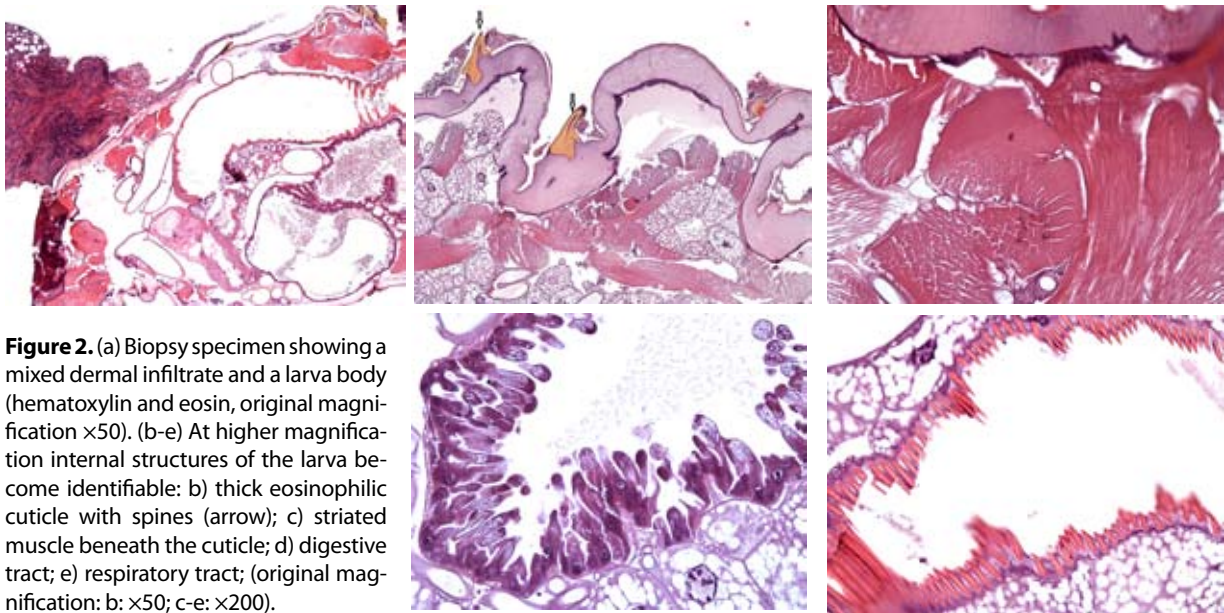 Figure 2. (a) Biopsy specimen showing a
mixed dermal infiltrate and a larva body
(hematoxylin and eosin, original magni-
fication ×50). (b-e) At higher magnifica-
tion internal structures of the larva be-
come identifiable: b) thick eosinophilic
cuticle with spines (arrow); c) striated
muscle beneath the cuticle; d) digestive
tract; e) respiratory tract; (original mag-
nification: b: ×50; c-e: ×200).